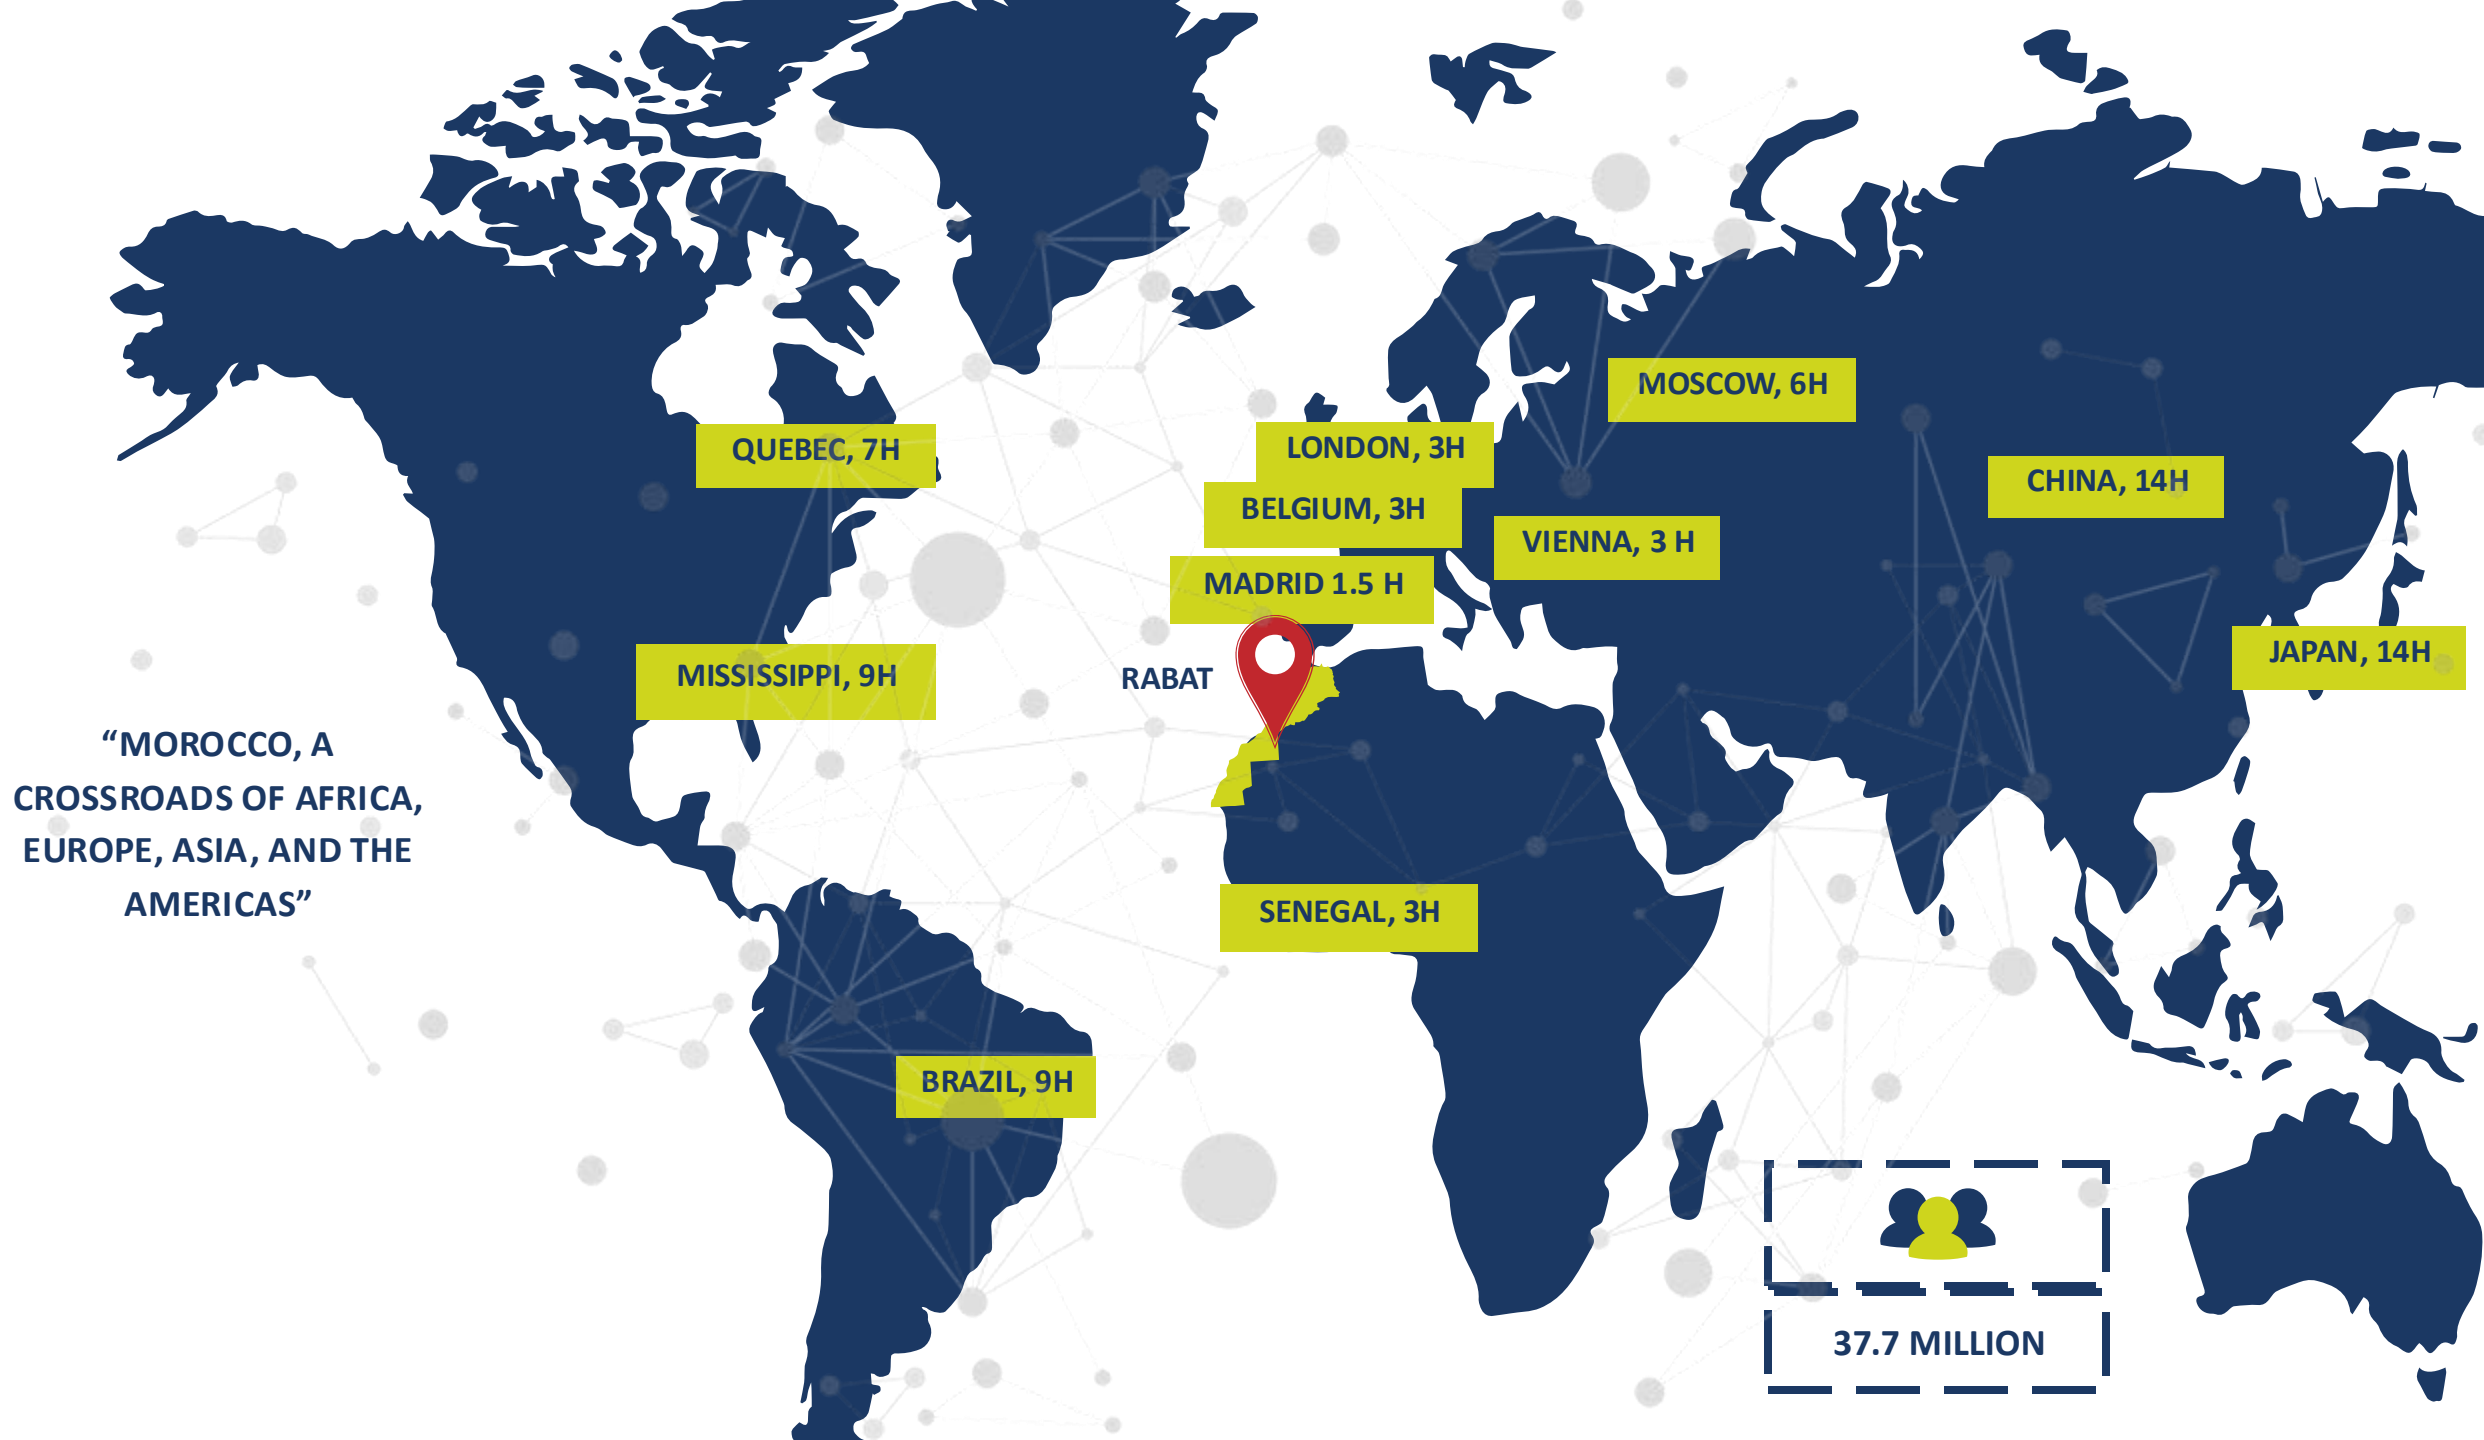 MOSCOW, 6H
QUEBEC, 7H
LONDON, 3H
CHINA, 14H
BELGIUM, 3H
VIENNA, 3 H
MADRID 1.5 H
JAPAN, 14H
MISSISSIPPI, 9H
RABAT
“MOROCCO, A
CROSSROADS OF AFRICA,
EUROPE, ASIA, AND THE
AMERICAS”
SENEGAL, 3H
BRAZIL, 9H
37.7 MILLION